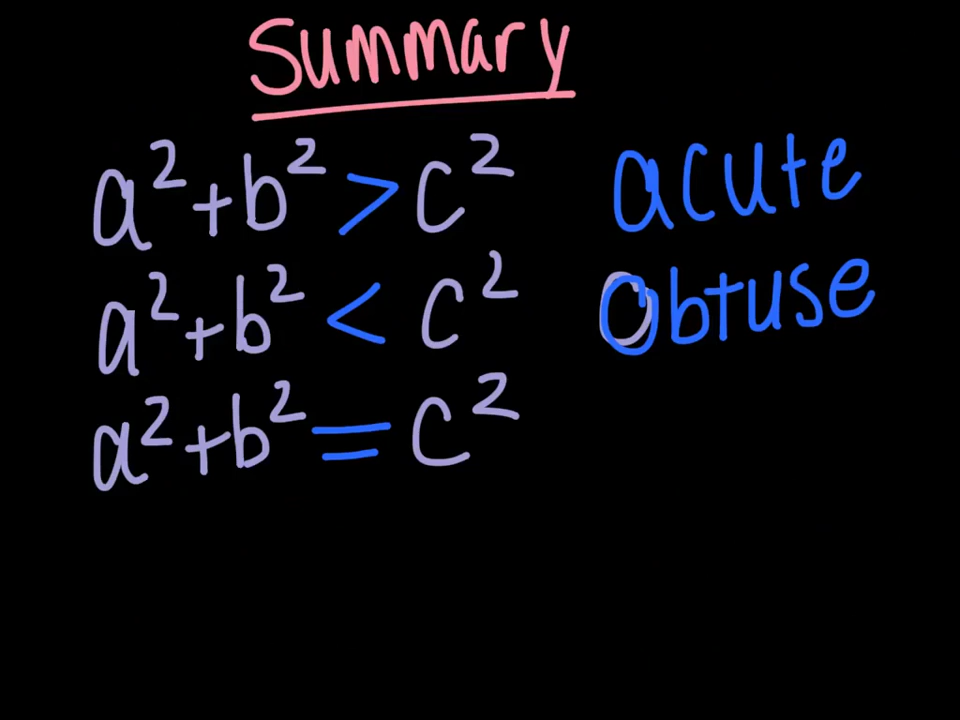 Summary
a² + b² > c² acute
a² + b² < c² Obtuse
a² + b² = c²